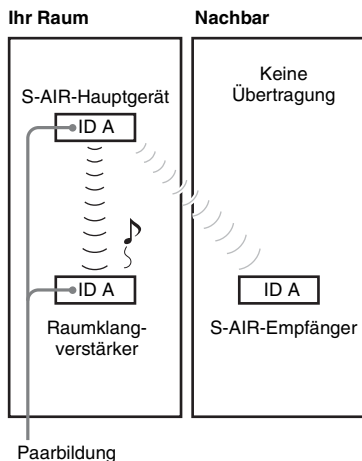 Ihr Raum
Nachbar
S-AIR-Hauptgerät
ID A
ID A
Raumklang-
verstärker
Paarbildung
Keine
Übertragung
ID A
S-AIR-Empfänger